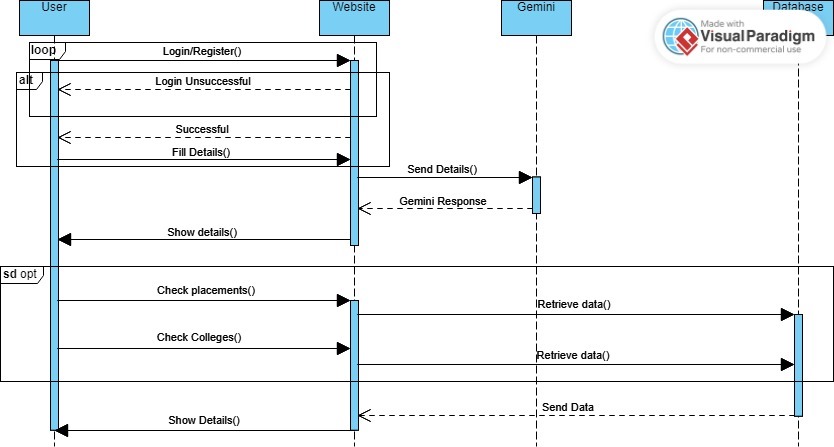 User
Website
Gemini
Database
Made with
Visual Paradigm
For non-commercial use
loop
Login/Register()
alt
Login Unsuccessful
Successful
Fill Details()
Send Details()
Gemini Response
Show details()
sd opt
Check placements()
Retrieve data()
Check Colleges()
Retrieve data()
Send Data
Show Details()